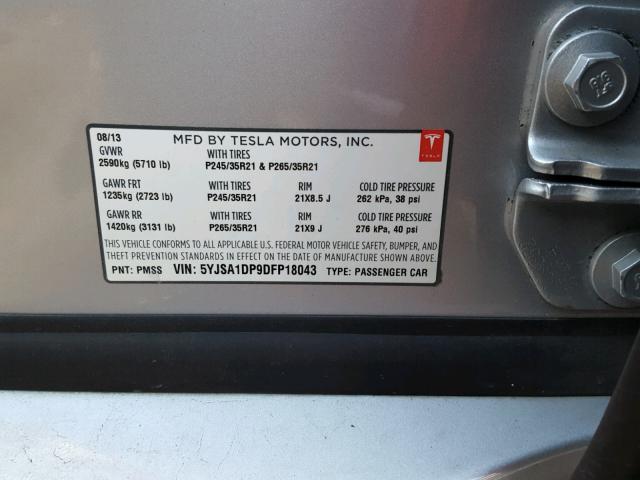 08/13 MFD BY TESLA MOTORS, INC.
GVWR WITH TIRES
2590kg (5710 lb) P245/35R21 & P265/35R21
TESLA
GAWR FRT WITH TIRES RIM COLD TIRE PRESSURE
1235kg (2723 lb) P245/35R21 21X8.5 J 262 kPa, 38 psi
GAWR RR WITH TIRES RIM COLD TIRE PRESSURE
1420kg (3131 lb) P265/35R21 21X9 J 276 kPa, 40 psi
THIS VEHICLE CONFORMS TO ALL APPLICABLE U.S. FEDERAL MOTOR VEHICLE SAFETY, BUMPER, AND
THEFT PREVENTION STANDARDS IN EFFECT ON THE DATE OF MANUFACTURE SHOWN ABOVE.
PNT: PMSS VIN: 5YJSA1DP9DFP18043 TYPE: PASSENGER CAR